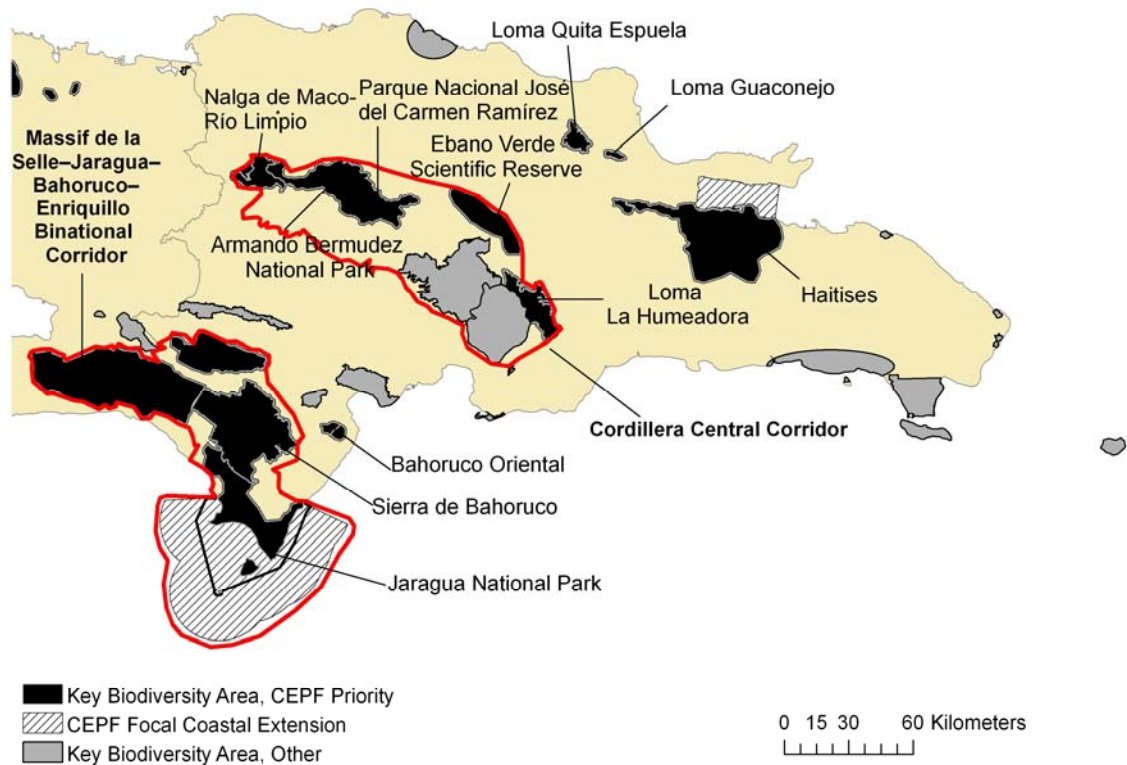 Loma Quita Espuela
Loma Guaconejo
Nalga de Maco-
Río Limpio
Parque Nacional José
del Carmen Ramírez
Ebano Verde
Scientific Reserve
Massif de la
Selle–Jaragua–
Bahoruco–
Enriquillo
Binational
Corridor
Armando Bermudez
National Park
Loma
La Humeadora
Haitises
Cordillera Central Corridor
Bahoruco Oriental
Sierra de Bahoruco
Jaragua National Park
Key Biodiversity Area, CEPF Priority
CEPF Focal Coastal Extension
Key Biodiversity Area, Other
0 15 30 60 Kilometers